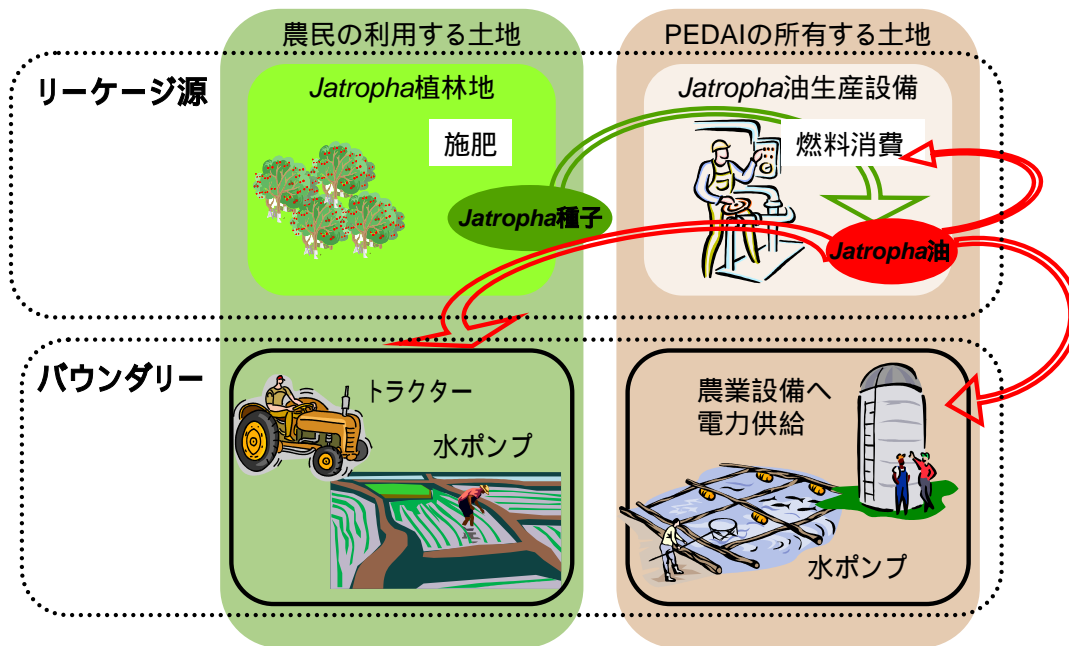 農民の利用する土地
PEDAIの所有する土地
リーケージ源
Jatropha植林地
Jatropha油生産設備
施肥
燃料消費
Jatropha種子
Jatropha油
バウンダリー
トラクター
水ポンプ
農業設備へ
電力供給
水ポンプ